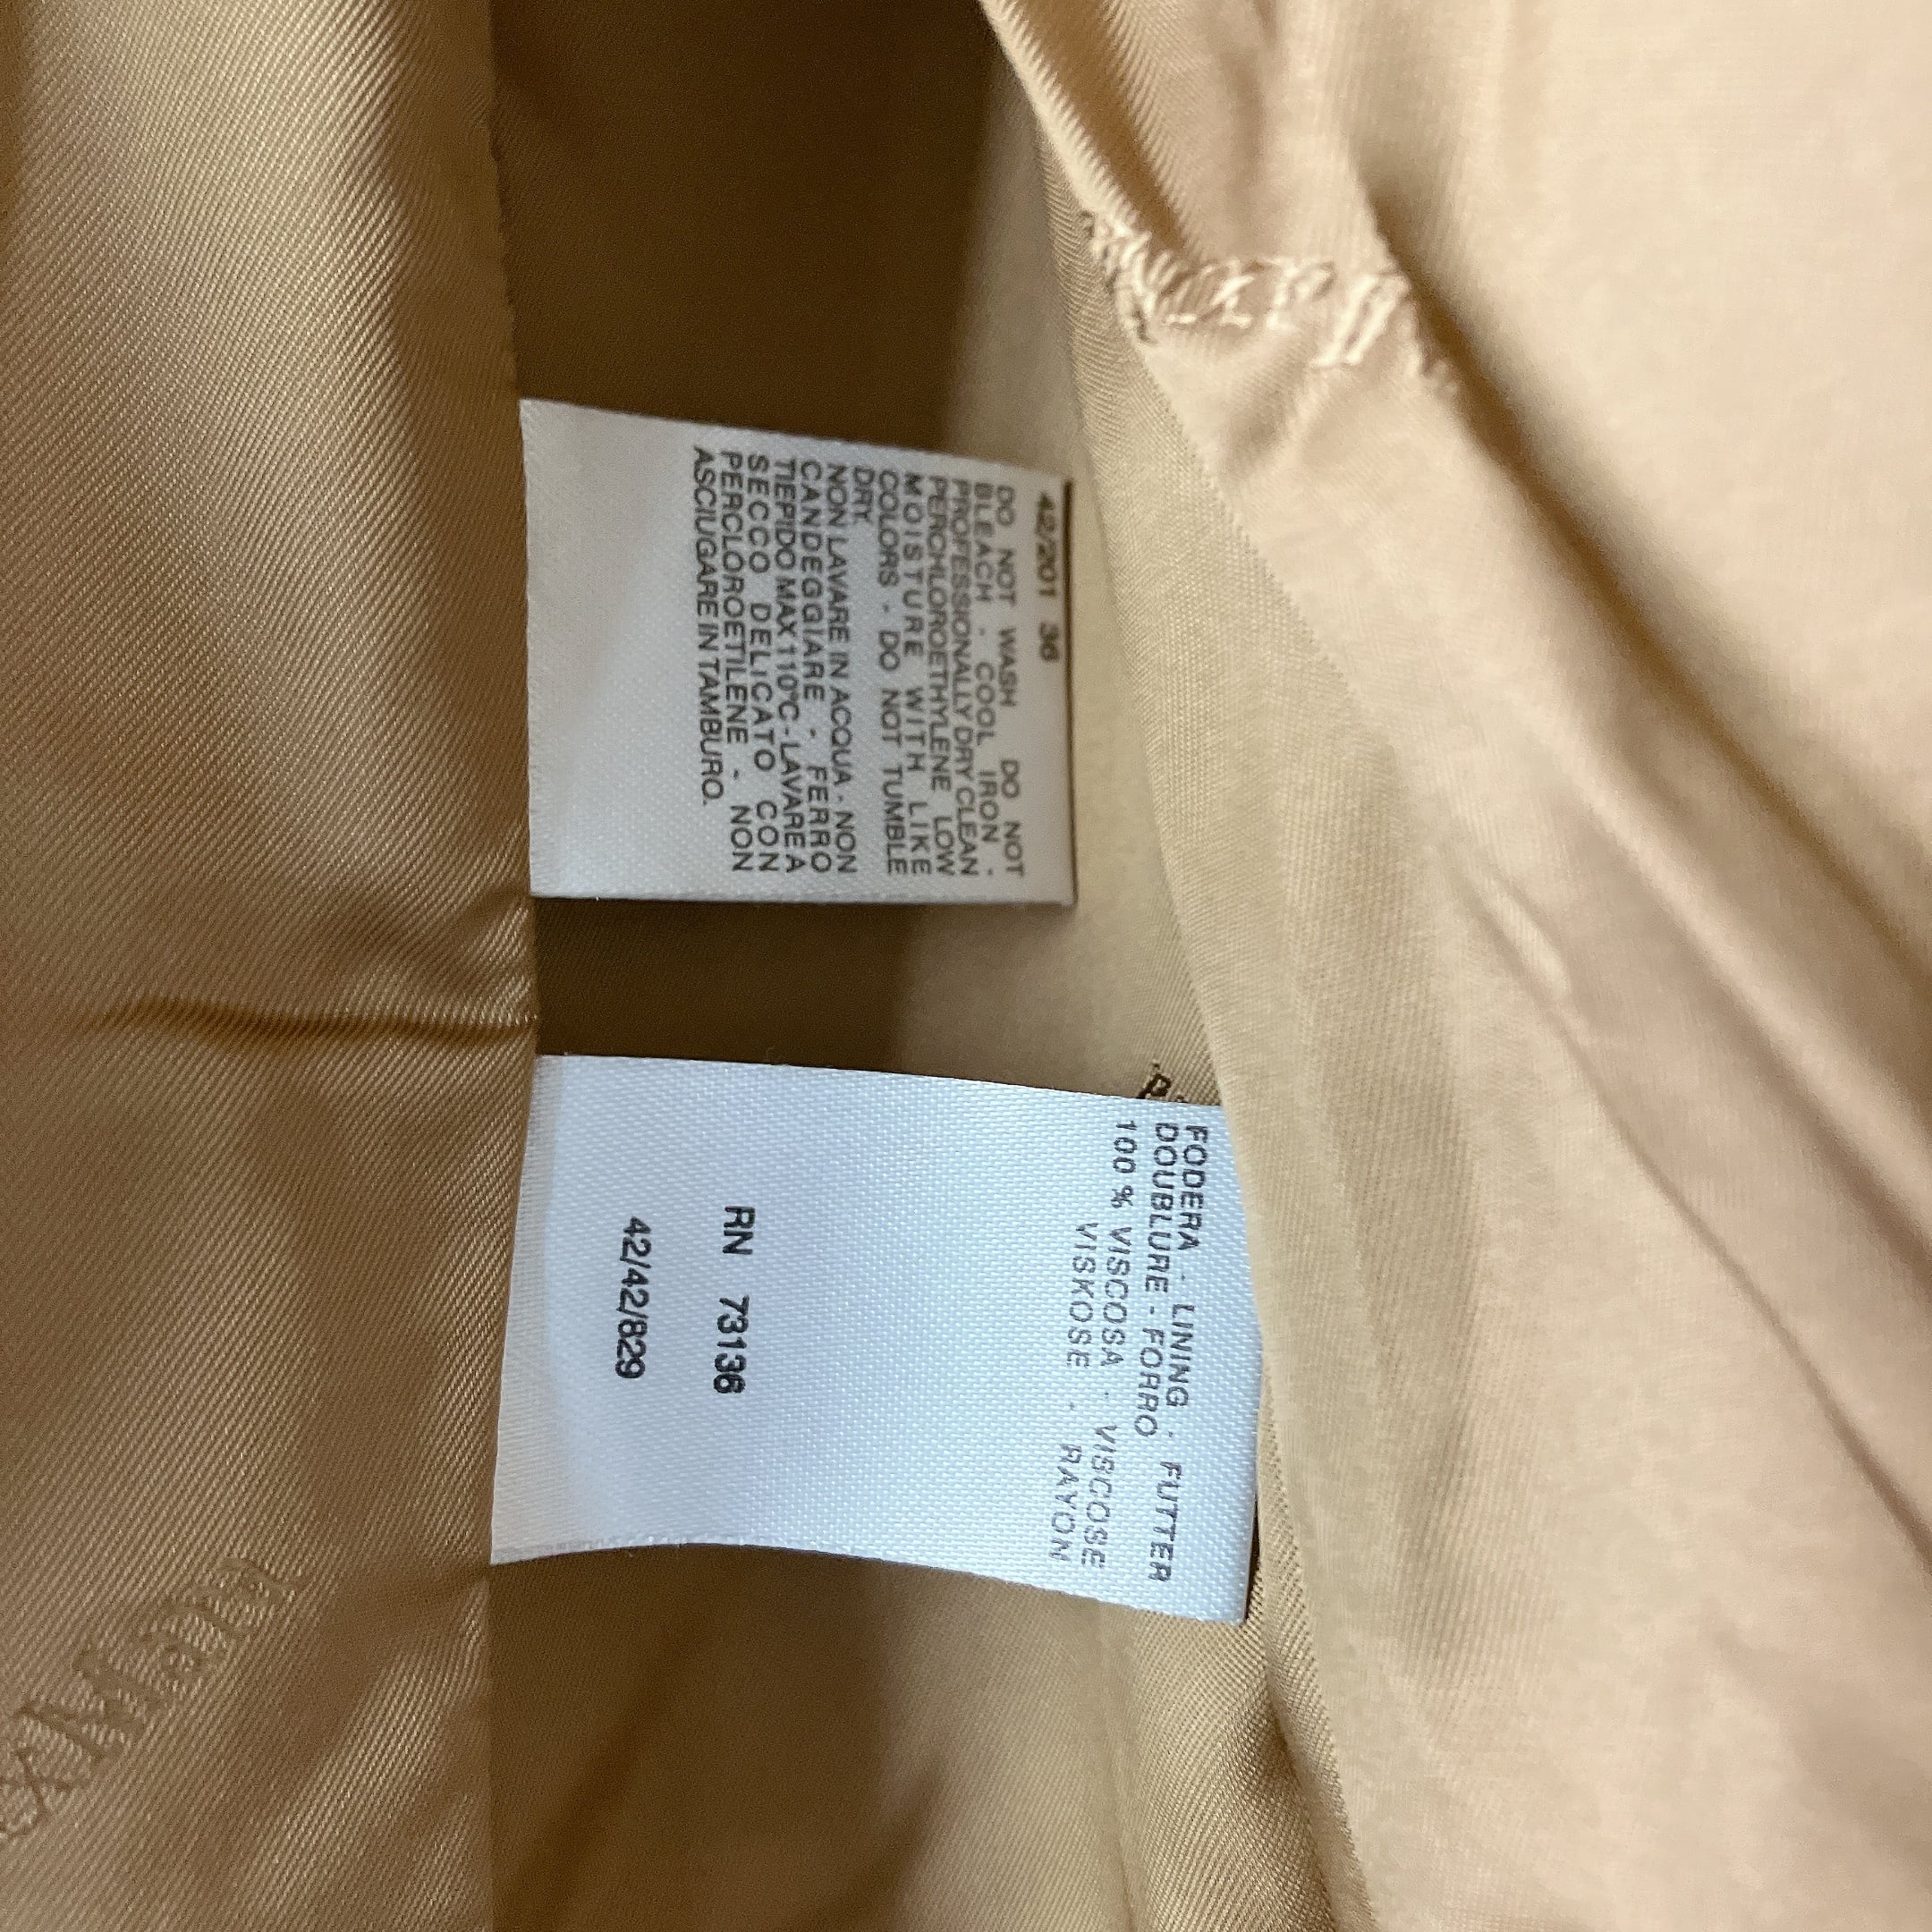 42/201 36
DO NOT WASH DO NOT
BLEACH - COOL IRON -
PROFESSIONALLY DRY CLEAN
PERCHLOROETHYLENE LOW
MOISTURE WITH LIKE
COLORS - DO NOT TUMBLE
DRY.
NON LAVARE IN ACQUA - NON
CANDEGGIARE - FERRO
TIEPIDO MAX 110°C - LAVARE A
SECCO DELICATO CON
PERCLOROETILENE - NON
ASCIUGARE IN TAMBURO.
FODERA - LINING - FUTTER
DOUBLURE - FORRO
100 % VISCOSA - VISCOSE
VISKOSE - RAYON
RN 73136
42/42/829
xMara